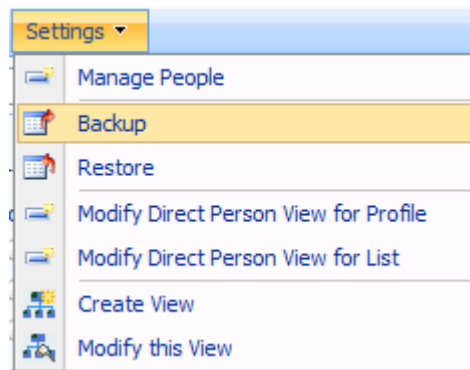 Settings
Manage People
Backup
Restore
Modify Direct Person View for Profile
Modify Direct Person View for List
Create View
Modify this View